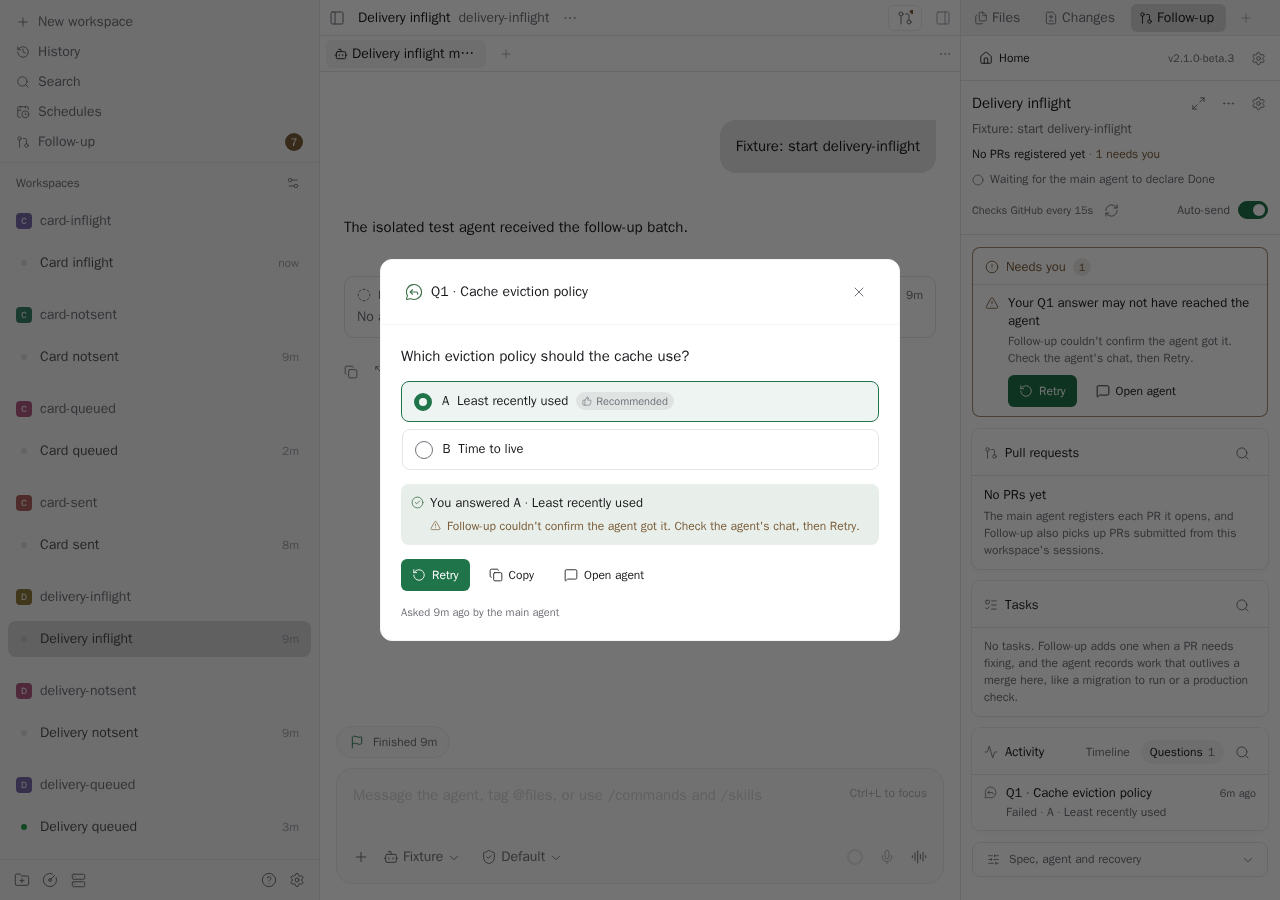 New workspace
History
Search
Schedules
Follow-up
7
Workspaces
C card-inflight
Card inflight now
C card-notsent
Card notsent 9m
C card-queued
Card queued 2m
C card-sent
Card sent 8m
D delivery-inflight
Delivery inflight 9m
D delivery-notsent
Delivery notsent 9m
D delivery-queued
Delivery queued 3m
Delivery inflight delivery-inflight
Delivery inflight m···
Fixture: start delivery-inflight
The isolated test agent received the follow-up batch.
9m
Q1 · Cache eviction policy
Which eviction policy should the cache use?
A Least recently used Recommended
B Time to live
You answered A · Least recently used
Follow-up couldn't confirm the agent got it. Check the agent's chat, then Retry.
Retry Copy Open agent
Asked 9m ago by the main agent
Finished 9m
Message the agent, tag @files, or use /commands and /skills
Ctrl+L to focus
Fixture
Default
Files Changes Follow-up
Home v2.1.0-beta.3
Delivery inflight
Fixture: start delivery-inflight
No PRs registered yet · 1 needs you
Waiting for the main agent to declare Done
Checks GitHub every 15s Auto-send
Needs you 1
Your Q1 answer may not have reached the
agent
Follow-up couldn't confirm the agent got it.
Check the agent's chat, then Retry.
Retry Open agent
Pull requests
No PRs yet
The main agent registers each PR it opens, and
Follow-up also picks up PRs submitted from this
workspace's sessions.
Tasks
No tasks. Follow-up adds one when a PR needs
fixing, and the agent records work that outlives a
merge here, like a migration to run or a production
check.
Activity Timeline Questions 1
Q1 · Cache eviction policy 6m ago
Failed · A · Least recently used
Spec, agent and recovery